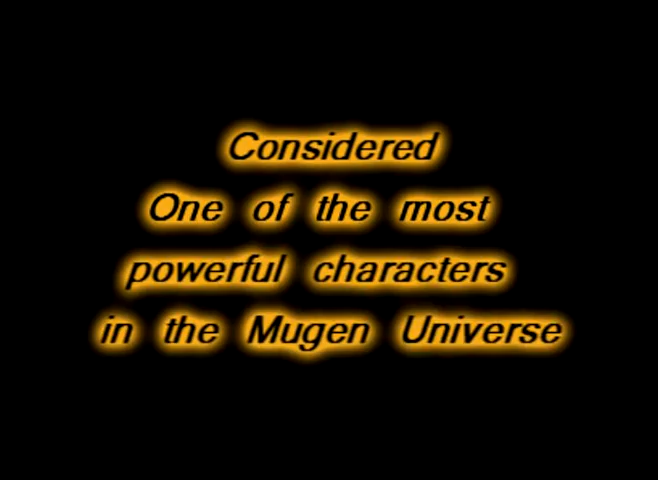 Considered
One of the most
powerful characters
in the Mugen Universe